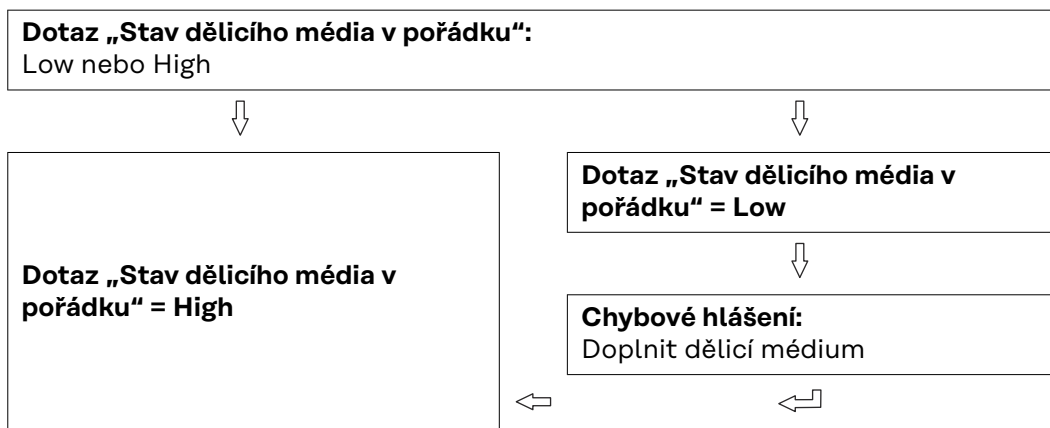 Dotaz „Stav dělicího média v pořádku“:
Low nebo High
Dotaz „Stav dělicího média v
pořádku“ = High
Dotaz „Stav dělicího média v
pořádku“ = Low
Chybové hlášení:
Doplnit dělicí médium